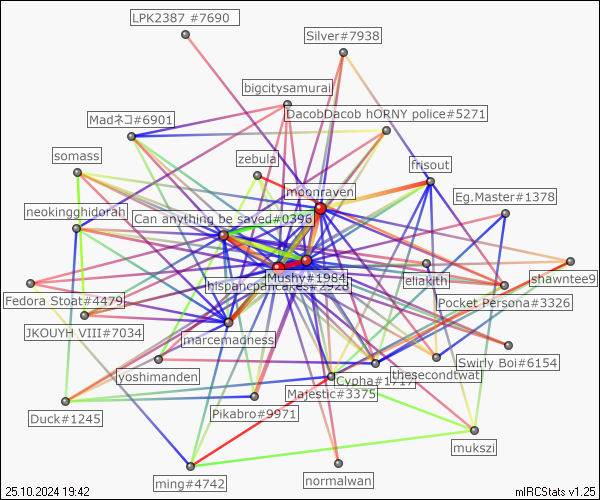 LPK2387 #7690
Silver#7938
bigcitysamurai
DacobDacob hORNY police#5271
Madネコ#6901
somass
zebula
frisout
moonraven
Eg.Master#1378
neokingghidorah
Can anything be saved#0396
eliakith
shawntee9
Mushy#1984
Fedora Stoat#4479
Pocket Persona#3326
JKOUYH VIII#7034
marcemadness
Swirly Boi#6154
yoshimanden
thesecondtwat
Cypha#1717
Majestic#3375
Duck#1245
Pikabro#9971
mukszi
ming#4742
normalwan
25.10.2024 19:42
mIRCStats v1.25